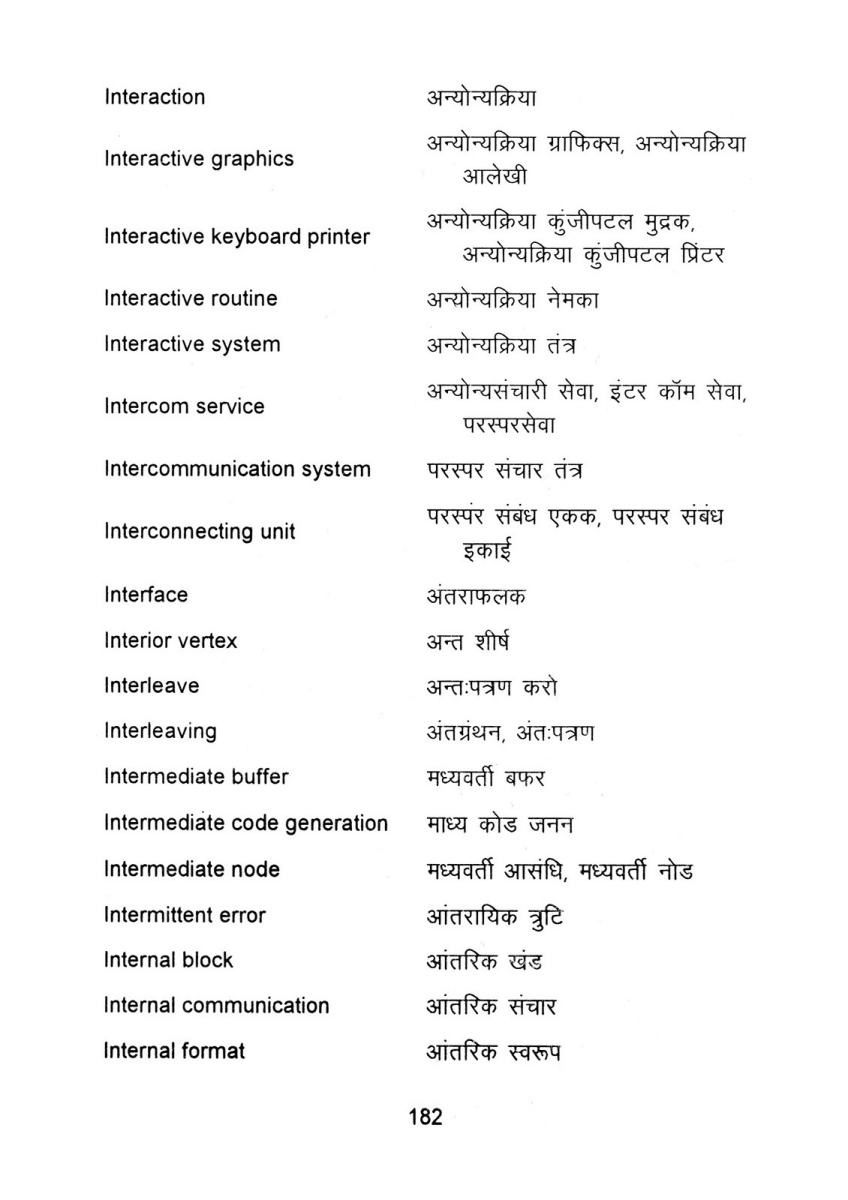 Interaction अन्योन्यक्रिया
Interactive graphics अन्योन्यक्रिया ग्राफिक्स, अन्योन्यक्रिया
आलेखी
Interactive keyboard printer अन्योन्यक्रिया कुंजीपटल मुद्रक,
अन्योन्यक्रिया कुंजीपटल प्रिंटर
Interactive routine अन्योन्यक्रिया नेमका
Interactive system अन्योन्यक्रिया तंत्र
Intercom service अन्योन्यसंचारी सेवा, इंटर कॉम सेवा,
परस्परसेवा
Intercommunication system परस्पर संचार तंत्र
Interconnecting unit परस्पंर संबंध एकक, परस्पर संबंध
इकाई
Interface अंतराफलक
Interior vertex अन्त शीर्ष
Interleave अन्तःपत्रण करो
Interleaving अंतग्रंथन, अंतःपत्रण
Intermediate buffer मध्यवर्ती बफर
Intermediate code generation माध्य कोड जनन
Intermediate node मध्यवर्ती आसंधि, मध्यवर्ती नोड
Intermittent error आंतरायिक त्रुटि
Internal block आंतरिक खंड
Internal communication आंतरिक संचार
Internal format आंतरिक स्वरूप
182